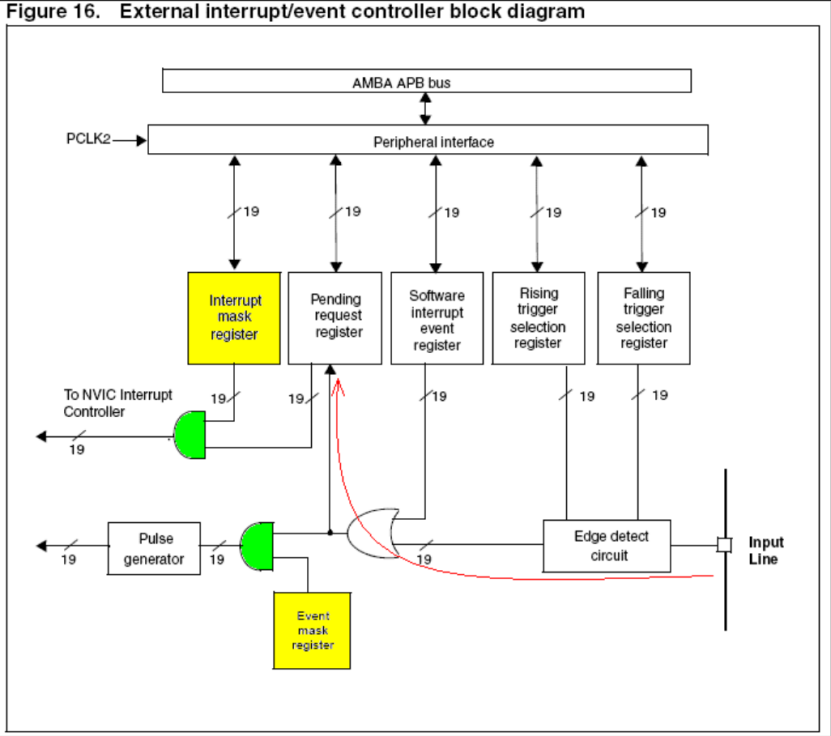 Figure 16. External interrupt/event controller block diagram
AMBA APB bus
PCLK2
Peripheral interface
19
19
19
19
19
Interrupt
mask
register
Pending
request
register
Software
interrupt
event
register
Rising
trigger
selection
register
Falling
trigger
selection
register
To NVIC Interrupt
Controller
19
19
19
19
19
19
Pulse
generator
Edge detect
circuit
Input
Line
19
19
19
Event
mask
register